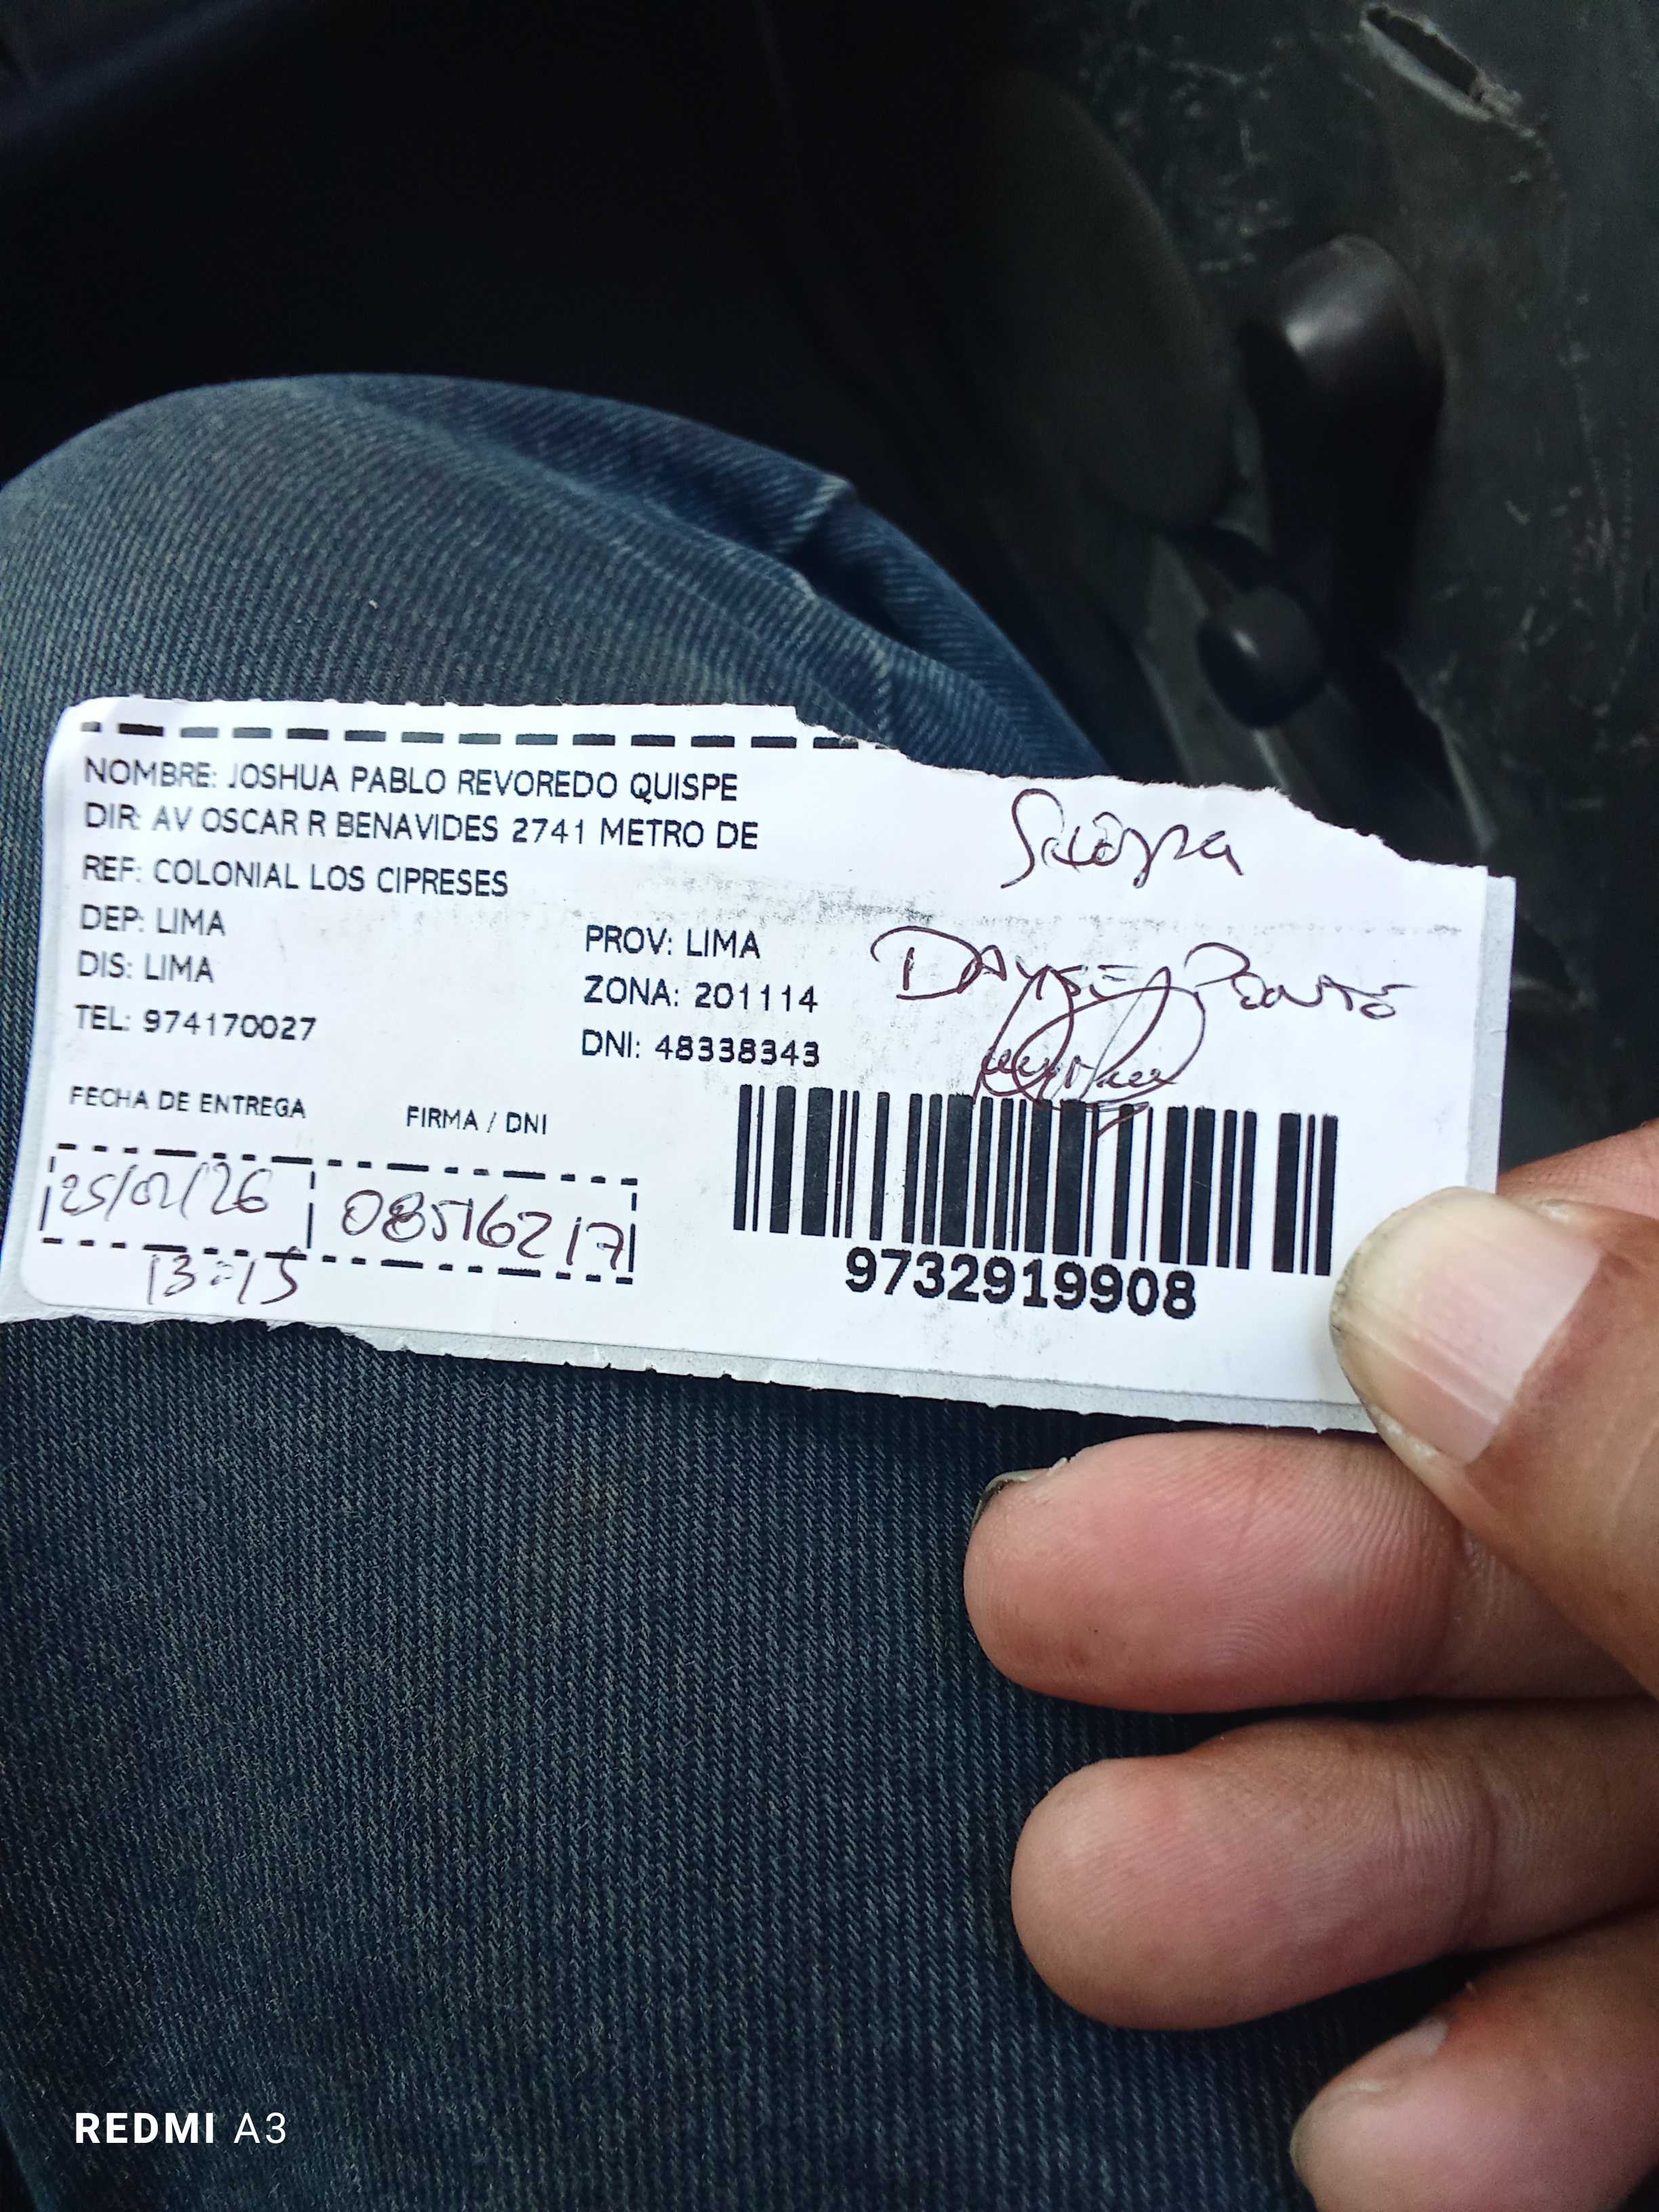 NOMBRE: JOSHUA PABLO REVOREDO QUISPE
DIR: AV OSCAR R BENAVIDES 2741 METRO DE
REF: COLONIAL LOS CIPRESES
DEP: LIMA
PROV: LIMA
DIS: LIMA
ZONA: 201114
TEL: 974170027
DNI: 48338343
FECHA DE ENTREGA
FIRMA / DNI
25/02/26
08516217
13:15
9732919908
REDMI A3